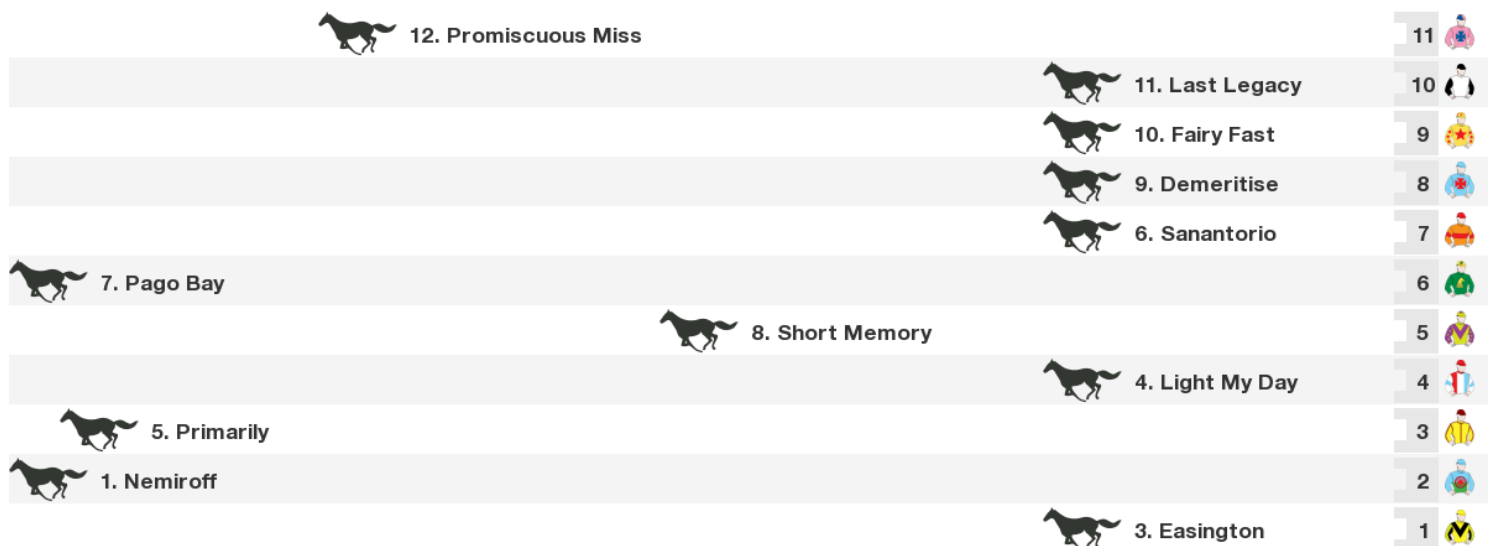 12. Promiscuous Miss 11
11. Last Legacy 10
10. Fairy Fast 9
9. Demeritise 8
6. Sanantorio 7
7. Pago Bay 6
8. Short Memory 5
4. Light My Day 4
5. Primarily 3
1. Nemiroff 2
3. Easington 1